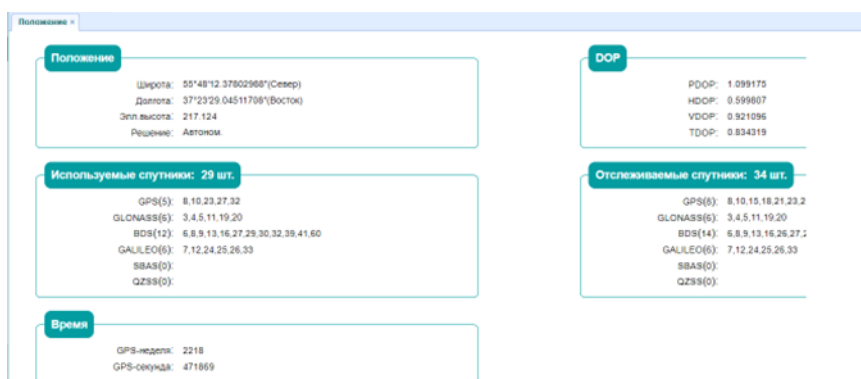 Положение ×
Положение
Широта: 55°48'12.37802988"(Север)
Долгота: 37°23'29.04511708"(Восток)
Элл.высота: 217.124
Решение: Автоном.
DOP
PDOP: 1.099175
HDOP: 0.599807
VDOP: 0.921096
TDOP: 0.834319
Используемые спутники: 29 шт.
GPS(5): 8,10,23,27,32
GLONASS(6): 3,4,5,11,19,20
BDS(12): 6,8,9,13,16,27,29,30,32,39,41,60
GALILEO(6): 7,12,24,25,26,33
SBAS(0):
QZSS(0):
Отслеживаемые спутники: 34 шт.
GPS(8): 8,10,15,18,21,23,2
GLONASS(6): 3,4,5,11,19,20
BDS(14): 6,8,9,13,16,26,27,2
GALILEO(6): 7,12,24,25,26,33
SBAS(0):
QZSS(0):
Время
GPS-неделя: 2218
GPS-секунда: 471869